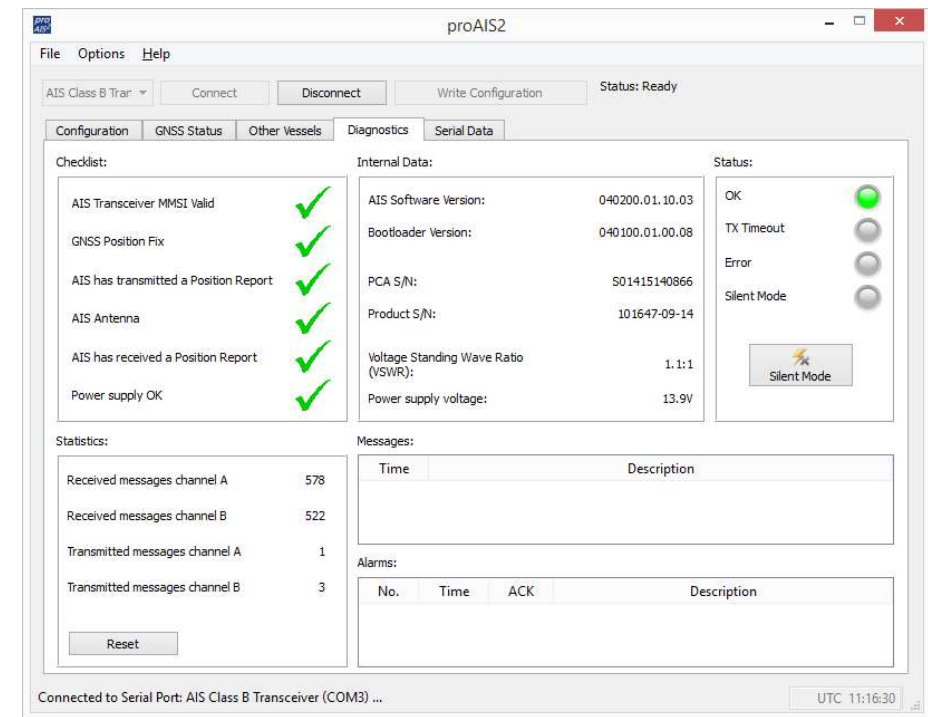 pro
AIS²
proAIS2
File Options Help
AIS Class B Tran
Connect
Disconnect
Write Configuration
Status: Ready
Configuration
GNSS Status
Other Vessels
Diagnostics
Serial Data
Checklist:
AIS Transceiver MMSI Valid
GNSS Position Fix
AIS has transmitted a Position Report
AIS Antenna
AIS has received a Position Report
Power supply OK
Internal Data:
AIS Software Version: 040200.01.10.03
Bootloader Version: 040100.01.00.08
PCA S/N: S01415140866
Product S/N: 101647-09-14
Voltage Standing Wave Ratio
(VSWR): 1.1:1
Power supply voltage: 13.9V
Status:
OK
TX Timeout
Error
Silent Mode
Silent Mode
Statistics:
Received messages channel A 578
Received messages channel B 522
Transmitted messages channel A 1
Transmitted messages channel B 3
Reset
Messages:
Time Description
Alarms:
No. Time ACK Description
Connected to Serial Port: AIS Class B Transceiver (COM3) ...
UTC 11:16:30